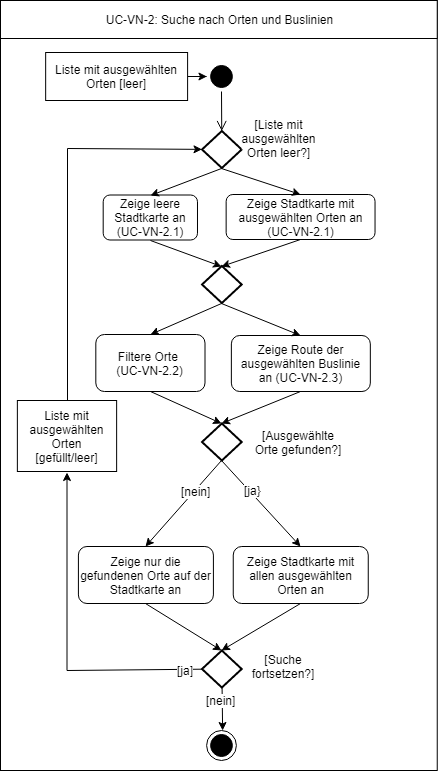 UC-VN-2: Suche nach Orten und Buslinien
Liste mit ausgewählten
Orten [leer]
[Liste mit
ausgewählten
Orten leer?]
Zeige leere
Stadtkarte an
(UC-VN-2.1)
Zeige Stadtkarte mit
ausgewählten Orten an
(UC-VN-2.1)
Filtere Orte
(UC-VN-2.2)
Zeige Route der
ausgewählten Buslinie
an (UC-VN-2.3)
Liste mit
ausgewählten
Orten
[gefüllt/leer]
[Ausgewählte
Orte gefunden?]
[nein]
[ja}
Zeige nur die
gefundenen Orte auf der
Stadtkarte an
Zeige Stadtkarte mit
allen ausgewählten
Orten an
[Suche
fortsetzen?]
[ja]
[nein]